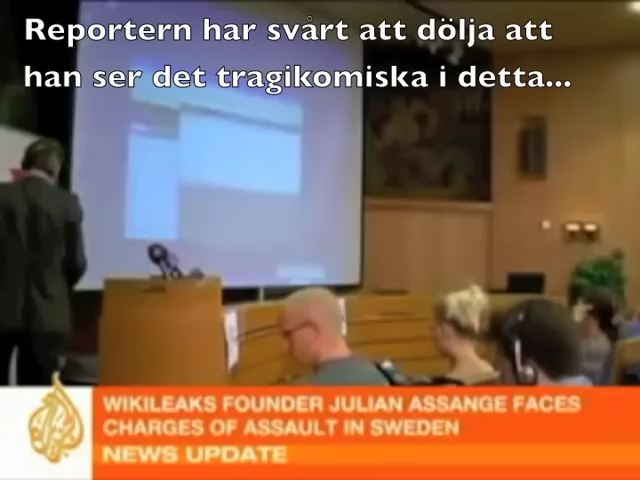 Reportern har svårt att dölja att
han ser det tragikomiska i detta...
WIKILEAKS FOUNDER JULIAN ASSANGE FACES
CHARGES OF ASSAULT IN SWEDEN
NEWS UPDATE